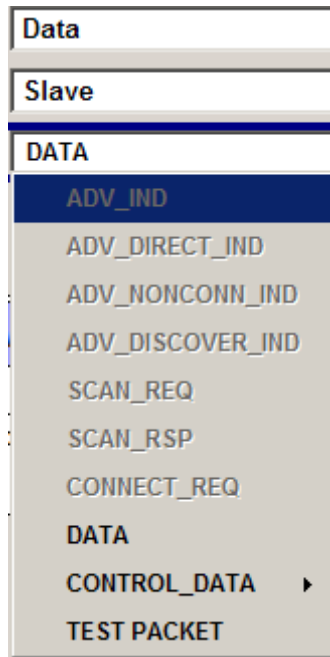 Data
Slave
DATA
ADV_IND
ADV_DIRECT_IND
ADV_NONCONN_IND
ADV_DISCOVER_IND
SCAN_REQ
SCAN_RSP
CONNECT_REQ
DATA
CONTROL_DATA
TEST PACKET